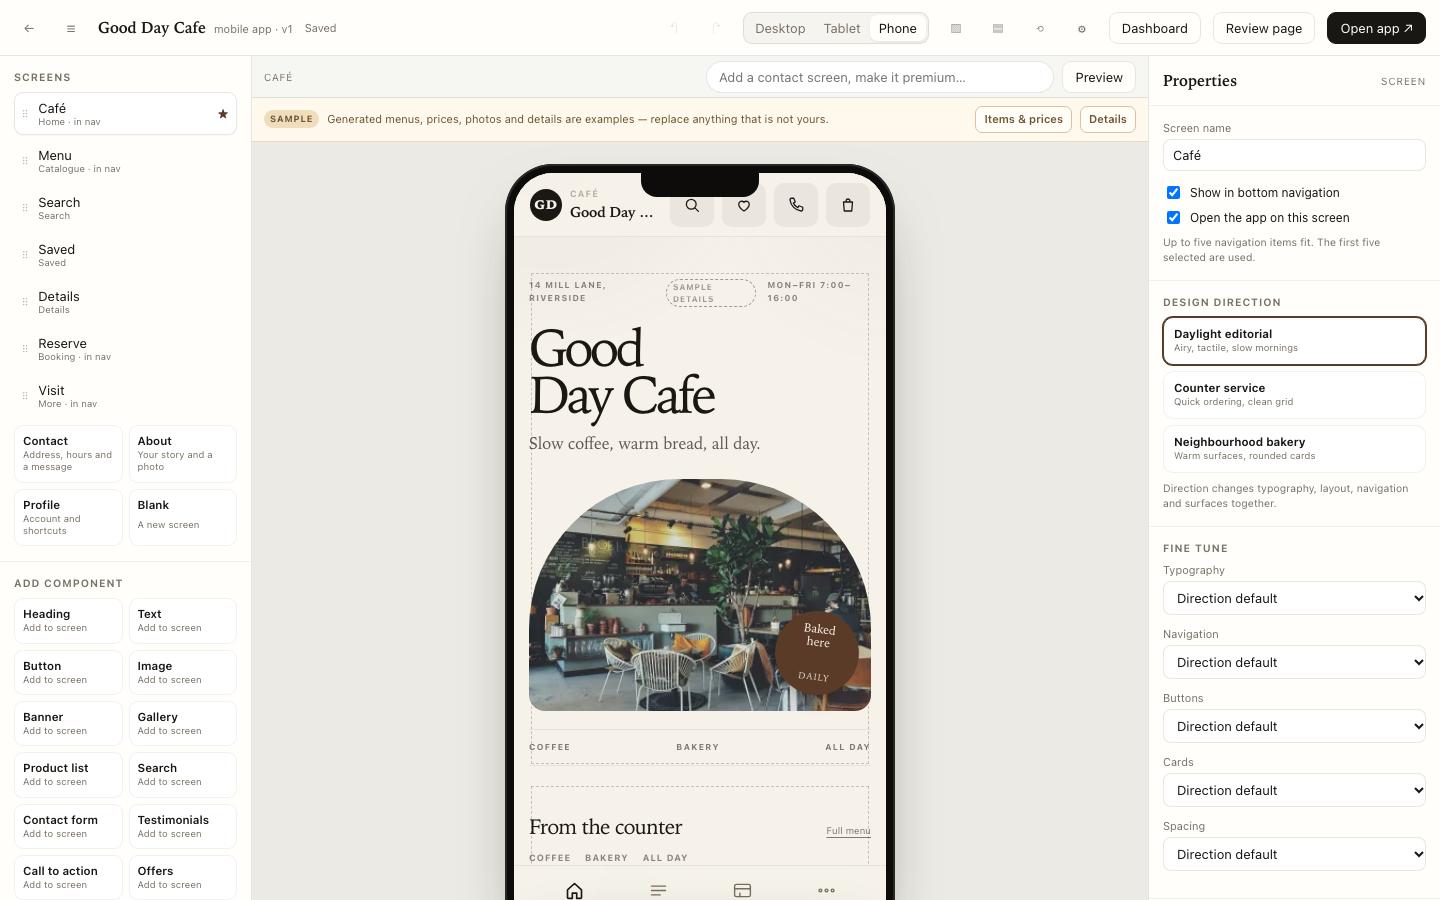 ← ≡ Good Day Cafe mobile app · v1 Saved Desktop Tablet Phone Dashboard Review page Open app ↗
SCREENS
Café
Home · in nav
Menu
Catalogue · in nav
Search
Search
Saved
Saved
Details
Details
Reserve
Booking · in nav
Visit
More · in nav
Contact
Address, hours and a message
About
Your story and a photo
Profile
Account and shortcuts
Blank
A new screen
ADD COMPONENT
Heading
Add to screen
Text
Add to screen
Button
Add to screen
Image
Add to screen
Banner
Add to screen
Gallery
Add to screen
Product list
Add to screen
Search
Add to screen
Contact form
Add to screen
Testimonials
Add to screen
Call to action
Add to screen
Offers
Add to screen
CAFÉ
Add a contact screen, make it premium...
Preview
SAMPLE Generated menus, prices, photos and details are examples — replace anything that is not yours.
Items & prices
Details
GD
CAFÉ
Good Day ...
14 MILL LANE,
RIVERSIDE
SAMPLE
DETAILS
MON–FRI 7:00–
16:00
Good
Day Cafe
Slow coffee, warm bread, all day.
Baked
here
DAILY
COFFEE BAKERY ALL DAY
From the counter
Full menu
COFFEE BAKERY ALL DAY
Properties
SCREEN
Screen name
Café
Show in bottom navigation
Open the app on this screen
Up to five navigation items fit. The first five
selected are used.
DESIGN DIRECTION
Daylight editorial
Airy, tactile, slow mornings
Counter service
Quick ordering, clean grid
Neighbourhood bakery
Warm surfaces, rounded cards
Direction changes typography, layout, navigation
and surfaces together.
FINE TUNE
Typography
Direction default
Navigation
Direction default
Buttons
Direction default
Cards
Direction default
Spacing
Direction default